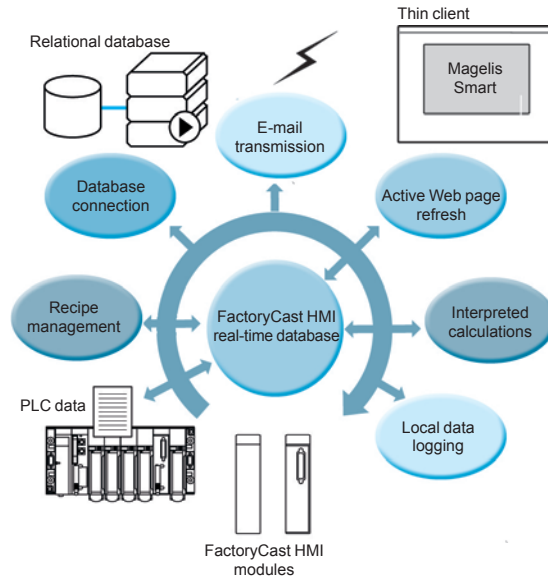 Thin client
Relational database
Magelis
Smart
E-mail
transmission
Database
connection
Active Web page
refresh
Recipe
management
FactoryCast HMI
real-time database
Interpreted
calculations
PLC data
Local data
logging
FactoryCast HMI
modules